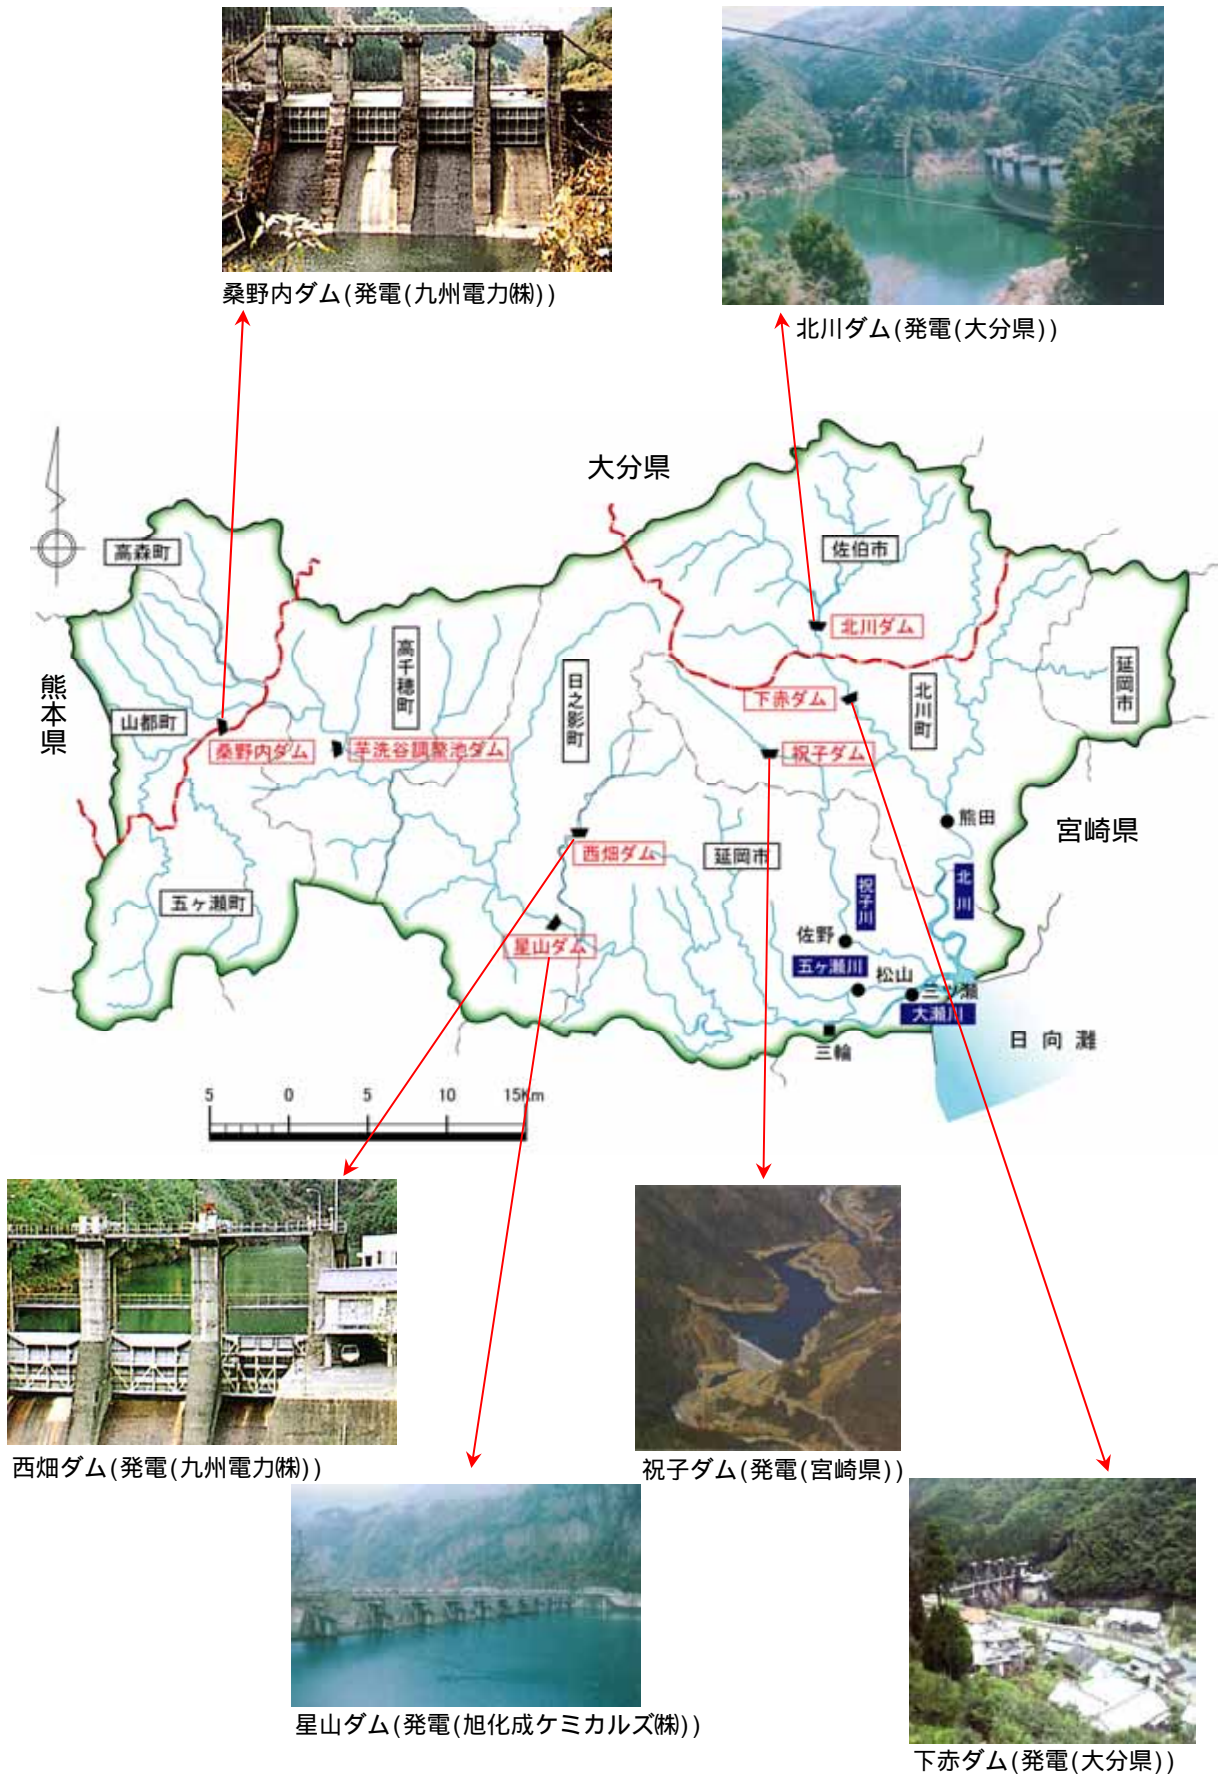 桑野内ダム(発電(九州電力㈱))
北川ダム(発電(大分県))
大分県
高森町
佐伯市
北川ダム
熊本県
高千穂町
日之影町
北川町
延岡市
下赤ダム
山都町
桑野内ダム
芋洗谷調整池ダム
祝子ダム
熊田
宮崎県
西畑ダム
延岡市
五ヶ瀬町
祝子川
北川
星山ダム
佐野
五ヶ瀬川
松山
三ツ瀬
大瀬川
三輪
日向灘
5 0 5 10 15Km
西畑ダム(発電(九州電力㈱))
祝子ダム(発電(宮崎県))
星山ダム(発電(旭化成ケミカルズ㈱))
下赤ダム(発電(大分県))